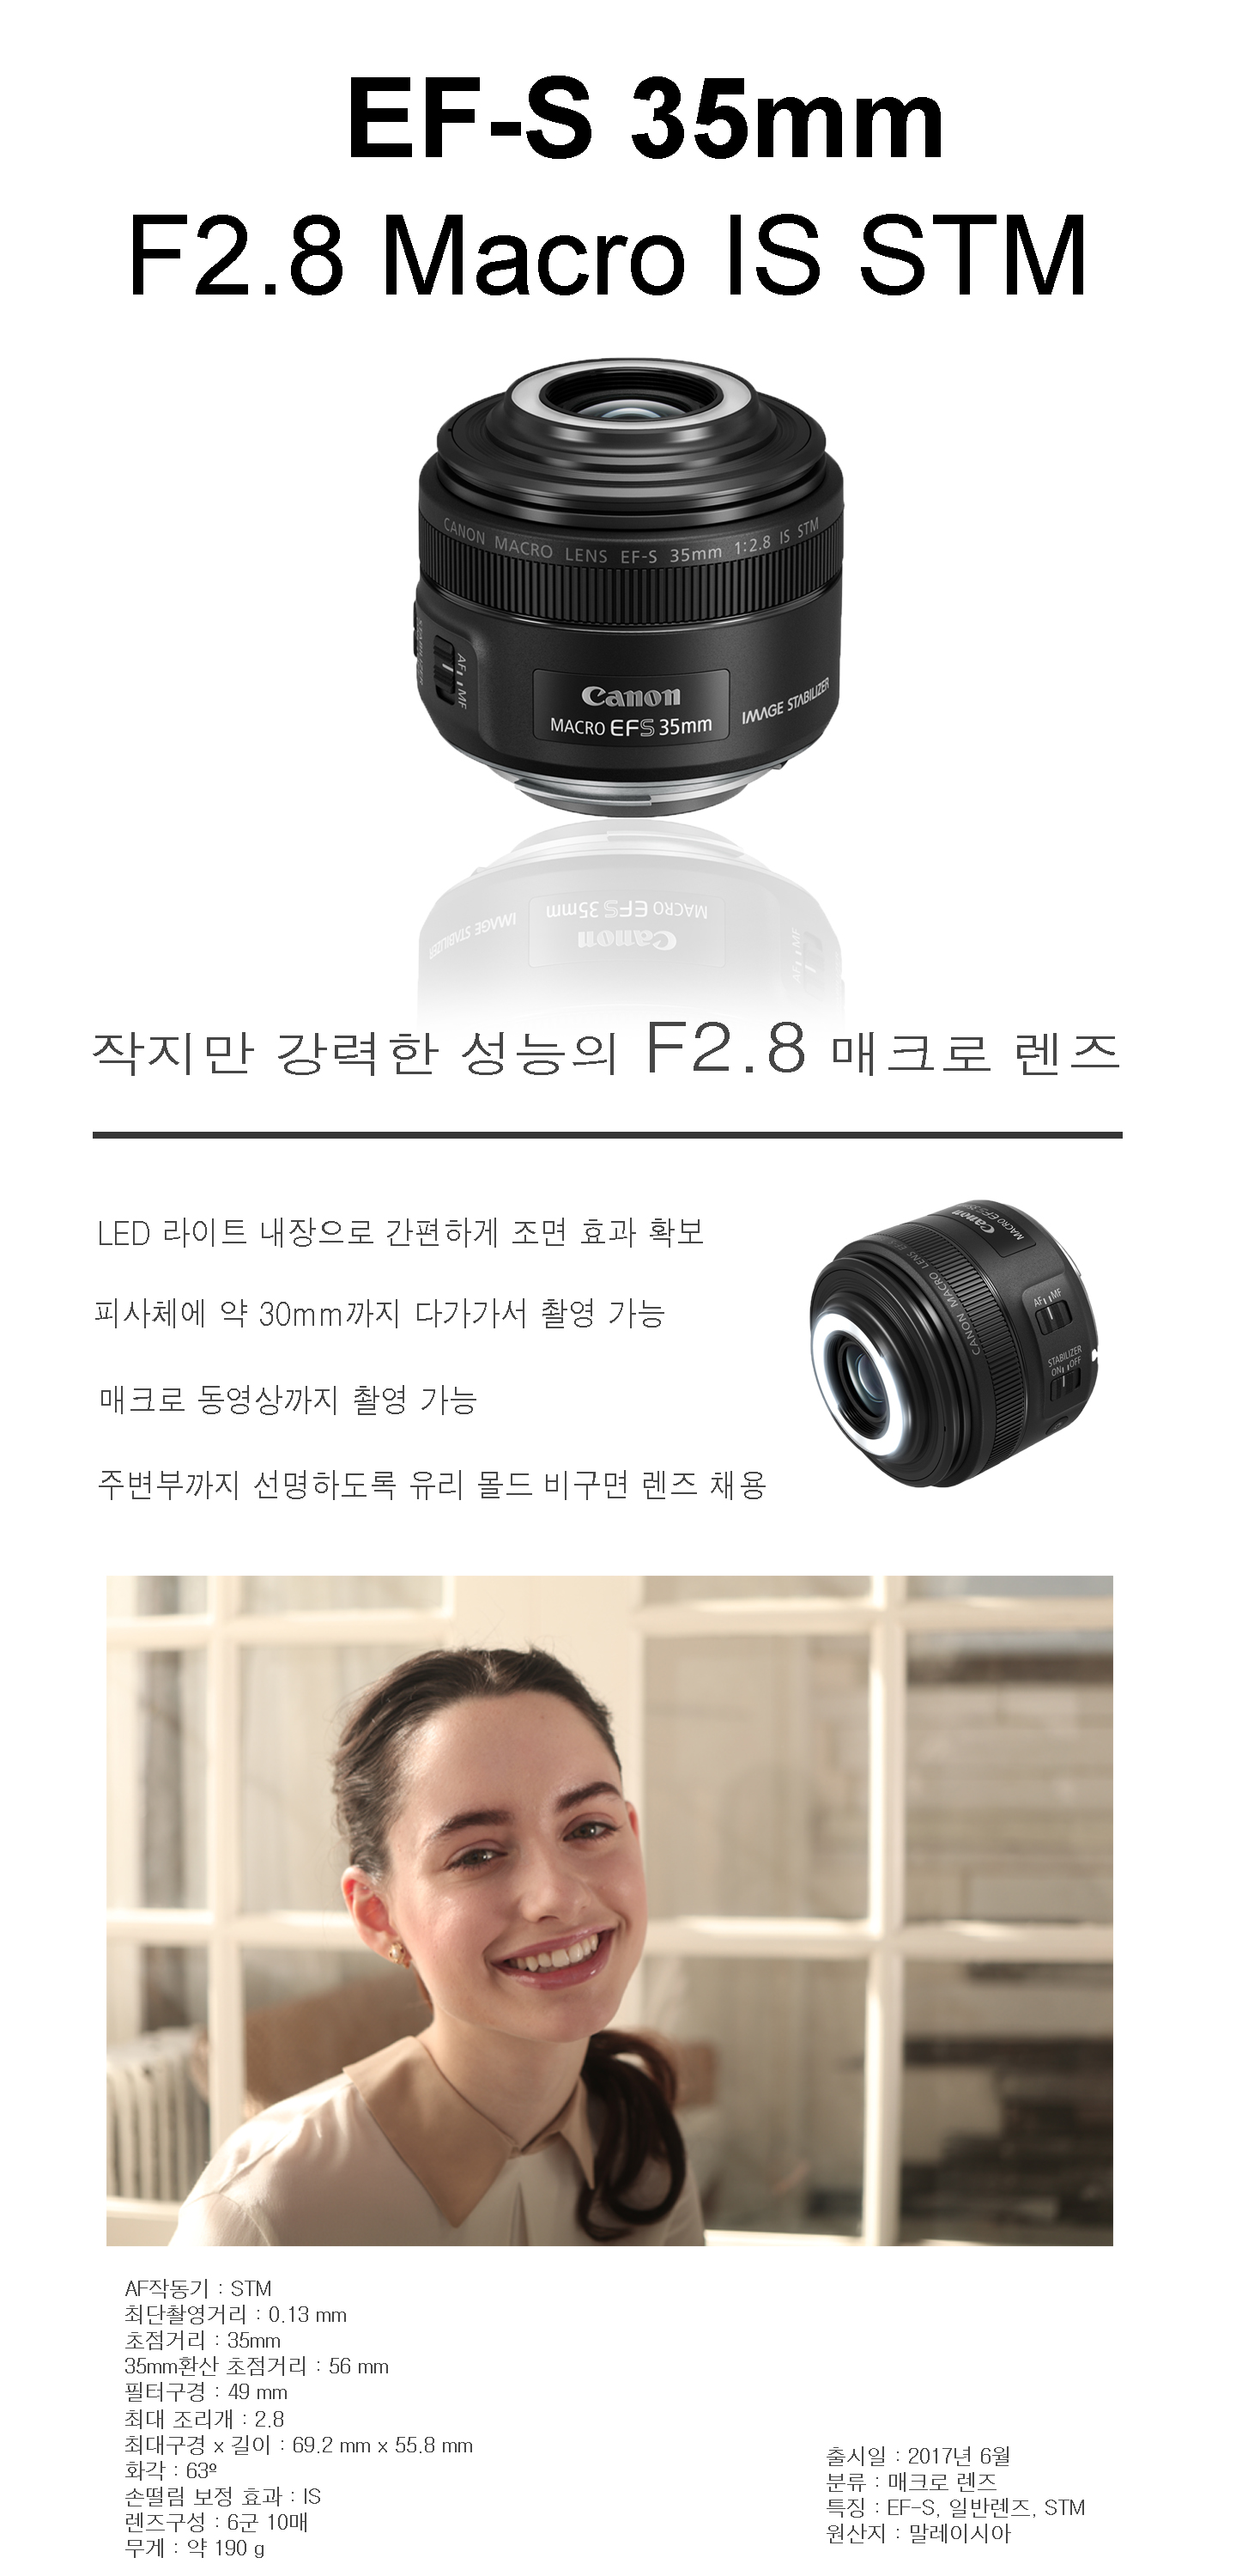 EF-S 35mm
F2.8 Macro IS STM
CANON MACRO LENS EF-S 35mm 1:2.8 IS STM
AF MF
Canon
MACRO EFS 35mm
IMAGE STABILIZER
작지만 강력한 성능의 F2.8 매크로 렌즈
LED 라이트 내장으로 간편하게 조면 효과 확보
피사체에 약 30mm까지 다가가서 촬영 가능
매크로 동영상까지 촬영 가능
주변부까지 선명하도록 유리 몰드 비구면 렌즈 채용
Canon
MACRO EFS 35mm
CANON MACRO LENS
AF MF
STABILIZER
ON OFF
AF작동기 : STM
최단촬영거리 : 0.13 mm
초점거리 : 35mm
35mm환산 초점거리 : 56 mm
필터구경 : 49 mm
최대 조리개 : 2.8
최대구경 x 길이 : 69.2 mm x 55.8 mm
화각 : 63º
손떨림 보정 효과 : IS
렌즈구성 : 6군 10매
무게 : 약 190 g
출시일 : 2017년 6월
분류 : 매크로 렌즈
특징 : EF-S, 일반렌즈, STM
원산지 : 말레이시아